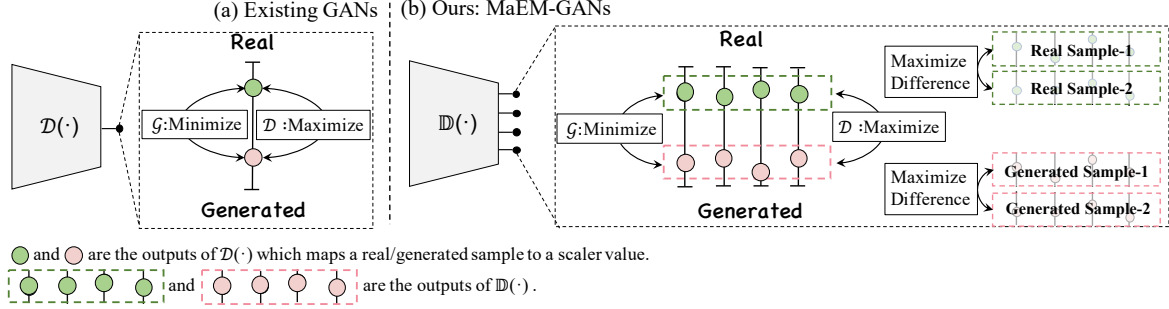 (a) Existing GANs
(b) Ours: MaEM-GANs
Real
𝒟(·)
𝒢:Minimize
𝒟 :Maximize
Generated
𝔻(·)
Real
𝒢:Minimize
𝒟 :Maximize
Generated
Maximize
Difference
Real Sample-1
Real Sample-2
Maximize
Difference
Generated Sample-1
Generated Sample-2
and are the outputs of 𝒟(·) which maps a real/generated sample to a scaler value.
and are the outputs of 𝔻(·) .